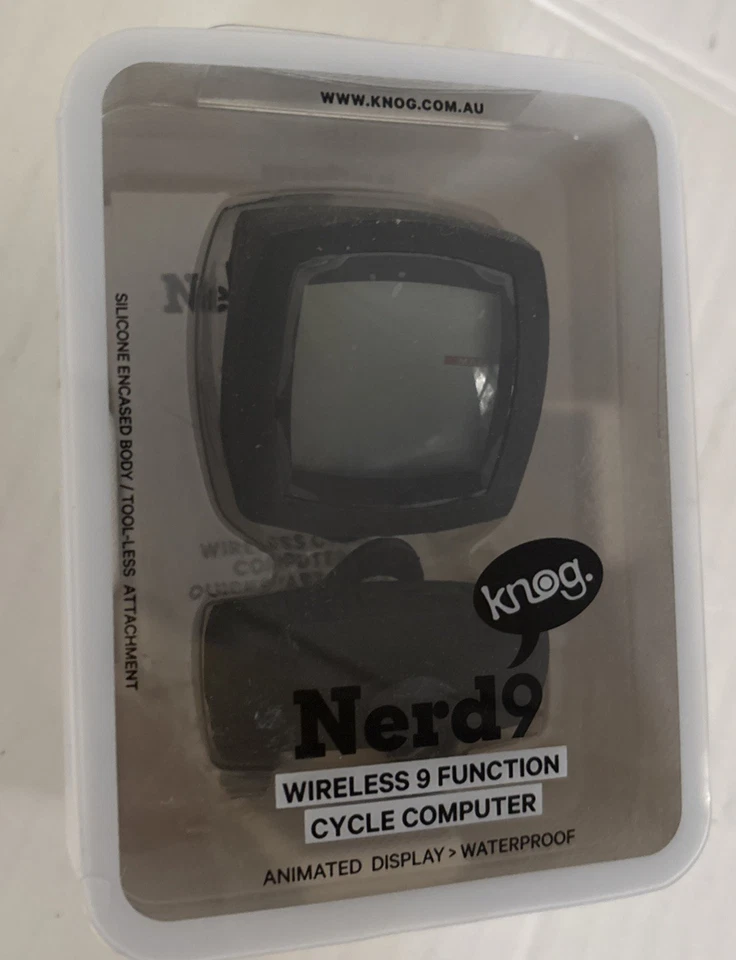 WWW.KNOG.COM.AU
SILICONE ENCASED BODY / TOOL-LESS ATTACHMENT
WIRELESS
knog.
Nerd9
WIRELESS 9 FUNCTION
CYCLE COMPUTER
ANIMATED DISPLAY > WATERPROOF